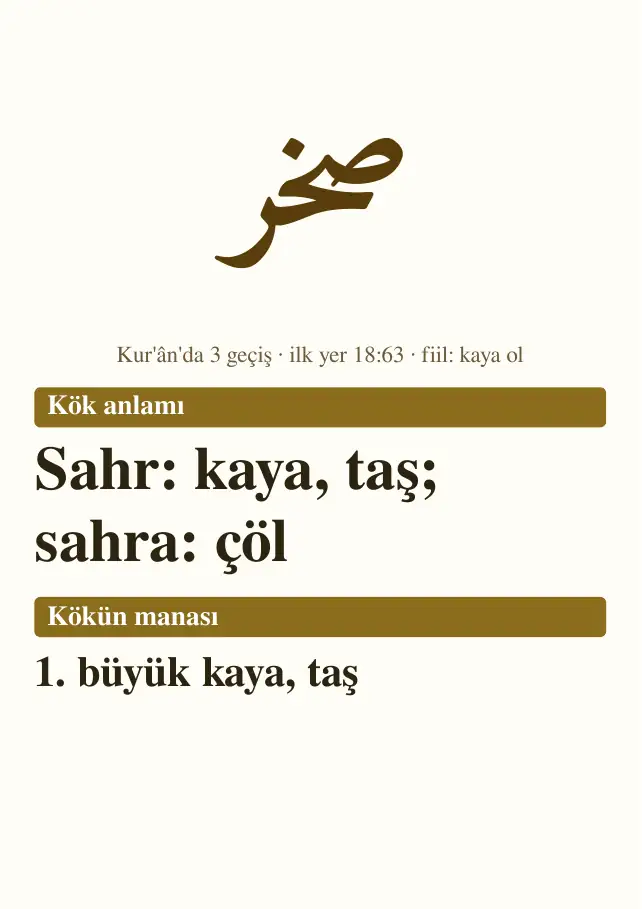 صخر
Kur'ân'da 3 geçiş · ilk yer 18:63 · fiil: kaya ol
Kök anlamı
Sahr: kaya, taş;
sahra: çöl
Kökün manası
1. büyük kaya, taş